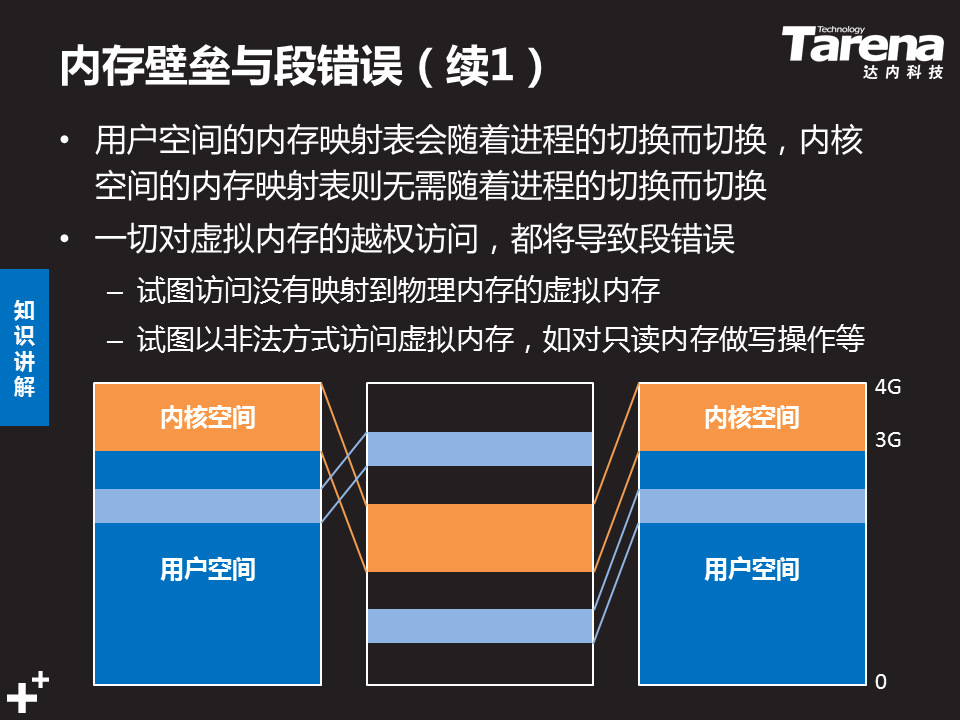 内存壁垒与段错误（续1）
Technology
Tarena
达内科技
• 用户空间的内存映射表会随着进程的切换而切换，内核
空间的内存映射表则无需随着进程的切换而切换
• 一切对虚拟内存的越权访问，都将导致段错误
– 试图访问没有映射到物理内存的虚拟内存
– 试图以非法方式访问虚拟内存，如对只读内存做写操作等
知
识
讲
解
内核空间
用户空间
内核空间
用户空间
4G
3G
0